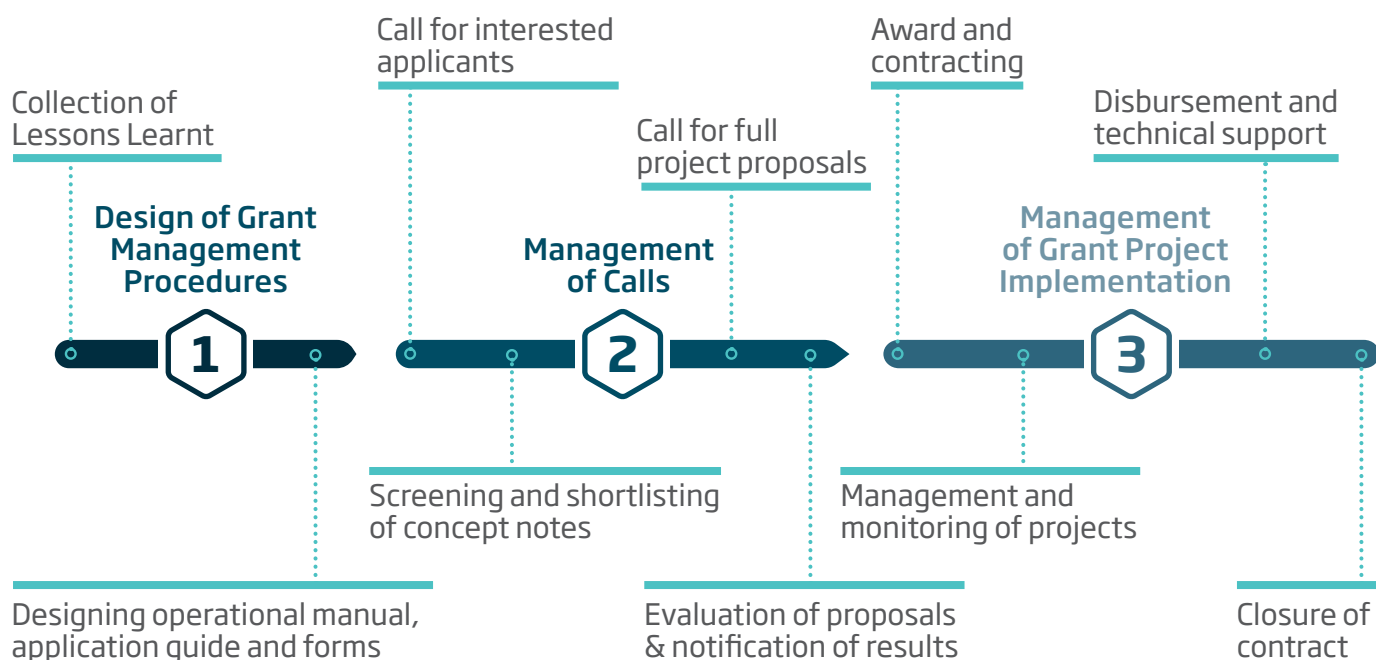 Collection of
Lessons Learnt
Call for interested
applicants
Call for full
project proposals
Award and
contracting
Disbursement and
technical support
Design of Grant
Management
Procedures
Management
of Calls
Management
of Grant Project
Implementation
1
2
3
Screening and shortlisting
of concept notes
Management and
monitoring of projects
Designing operational manual,
application guide and forms
Evaluation of proposals
& notification of results
Closure of
contract